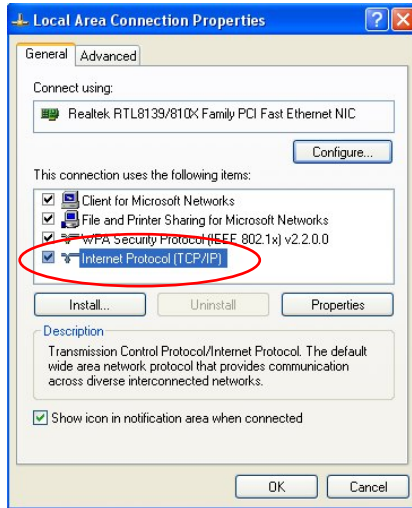 Local Area Connection Properties
General Advanced
Connect using:
Realtek RTL8139/810X Family PCI Fast Ethernet NIC
Configure...
This connection uses the following items:
Client for Microsoft Networks
File and Printer Sharing for Microsoft Networks
WPA Security Protocol (IEEE 802.1x) v2.2.0.0
Internet Protocol (TCP/IP)
Install... Uninstall Properties
Description
Transmission Control Protocol/Internet Protocol. The default
wide area network protocol that provides communication
across diverse interconnected networks.
Show icon in notification area when connected
OK Cancel